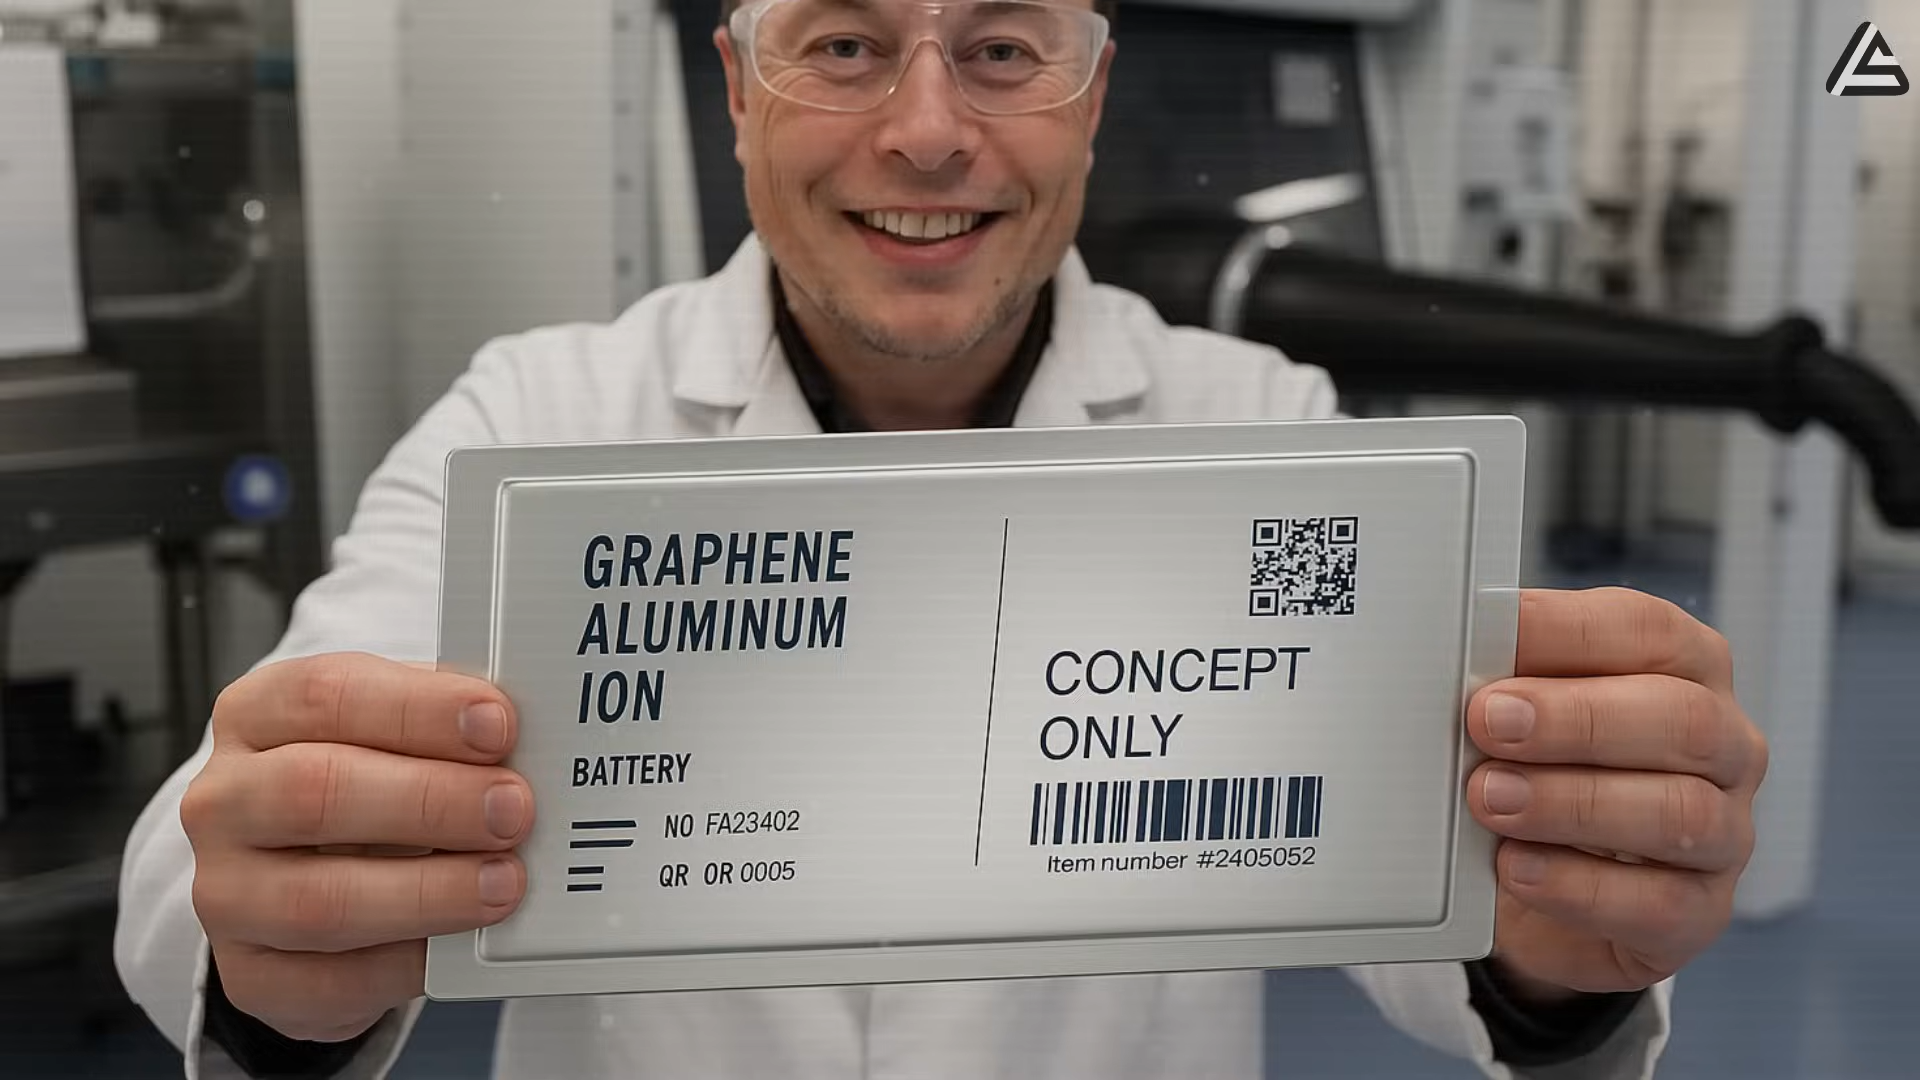 GRAPHENE
ALUMINUM
ION
BATTERY
NO FA23402
QR OR 0005
CONCEPT
ONLY
Item number #2405052